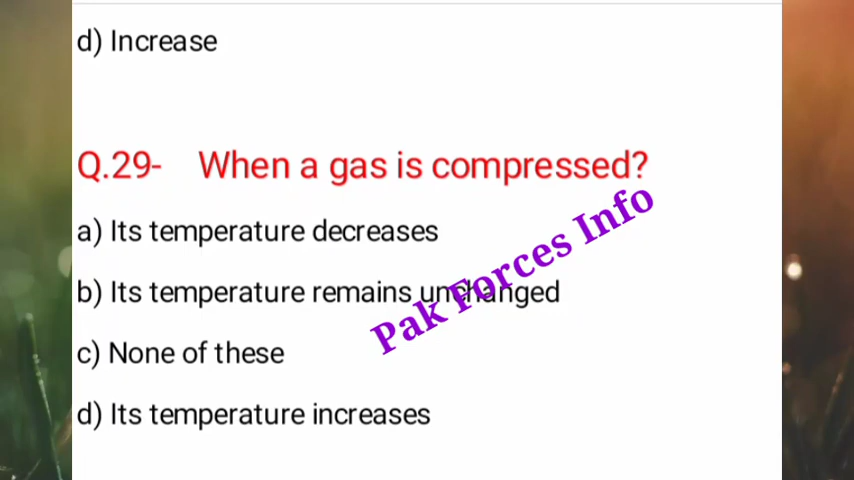 d) Increase
Q.29- When a gas is compressed?
a) Its temperature decreases
b) Its temperature remains unchanged
c) None of these
d) Its temperature increases
Pak Forces Info